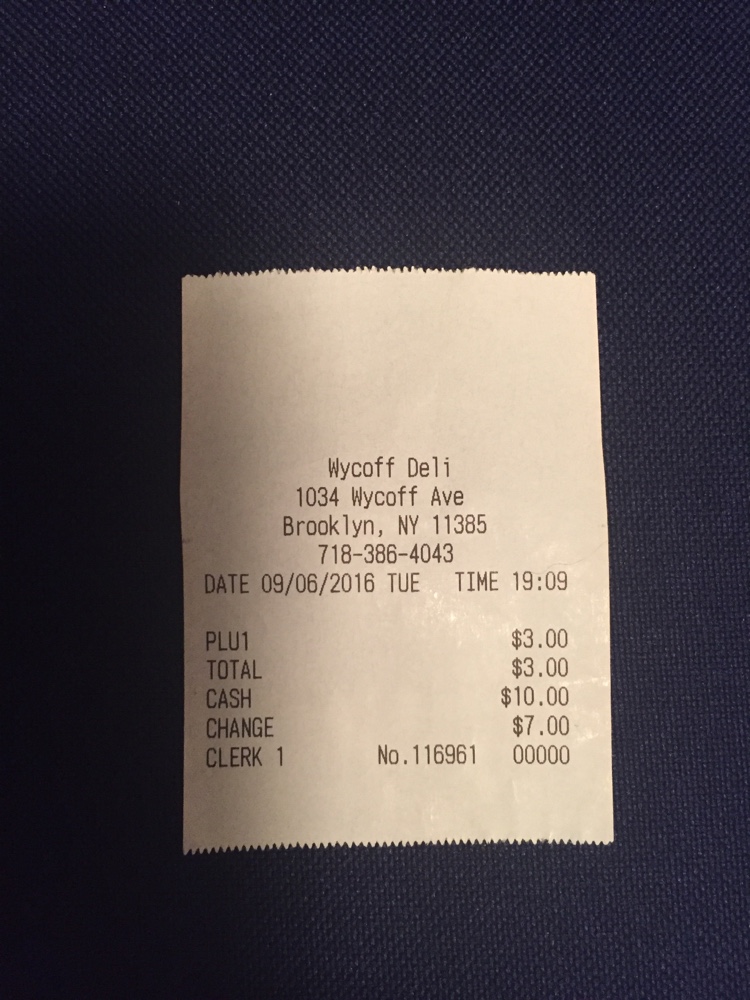 Wycoff Deli
1034 Wycoff Ave
Brooklyn, NY 11385
718-386-4043
DATE 09/06/2016 TUE TIME 19:09
PLU1 $3.00
TOTAL $3.00
CASH $10.00
CHANGE $7.00
CLERK 1 No.116961 00000